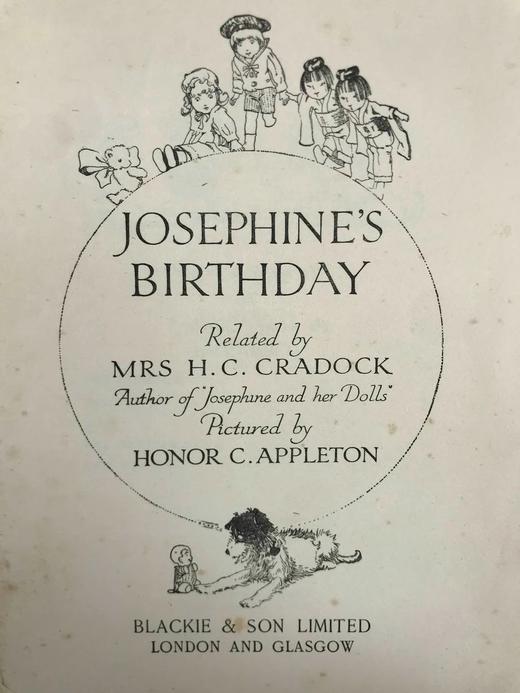 JOSEPHINE'S
BIRTHDAY
Related by
MRS H. C. CRADOCK
Author of "Josephine and her Dolls"
Pictured by
HONOR C. APPLETON
BLACKIE & SON LIMITED
LONDON AND GLASGOW